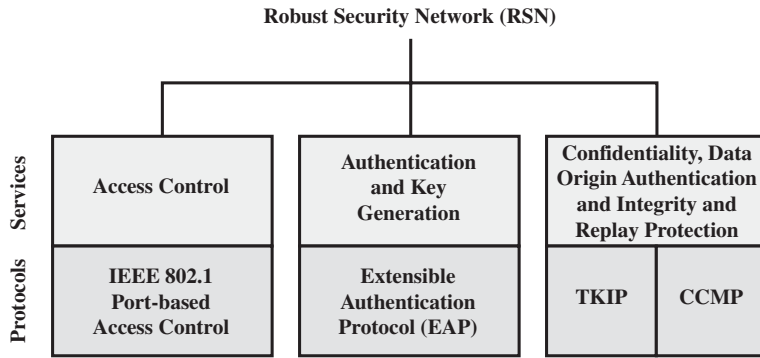 Robust Security Network (RSN)
Services
Access Control
Authentication
and Key
Generation
Confidentiality, Data
Origin Authentication
and Integrity and
Replay Protection
Protocols
IEEE 802.1
Port-based
Access Control
Extensible
Authentication
Protocol (EAP)
TKIP
CCMP